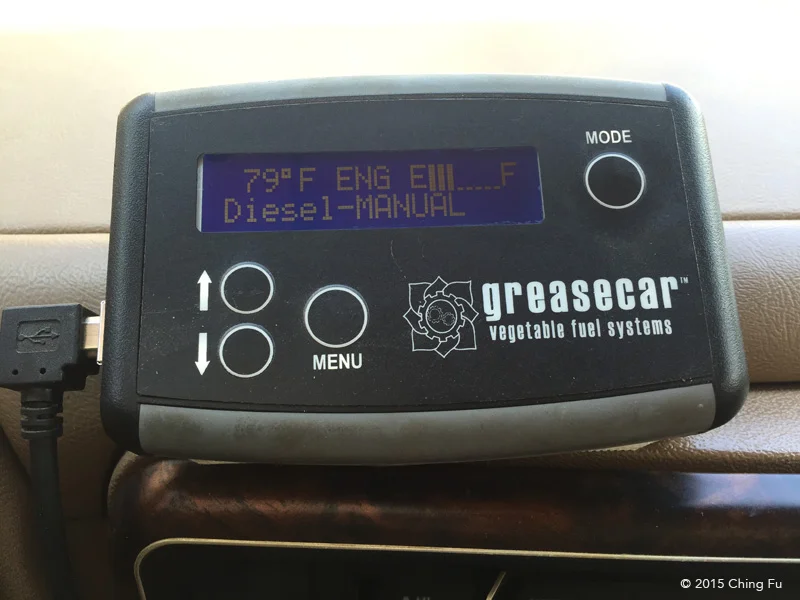 MODE
79°F ENG E▮▮▮.....F
Diesel-MANUAL
MENU
greasecar™
vegetable fuel systems
© 2015 Ching Fu